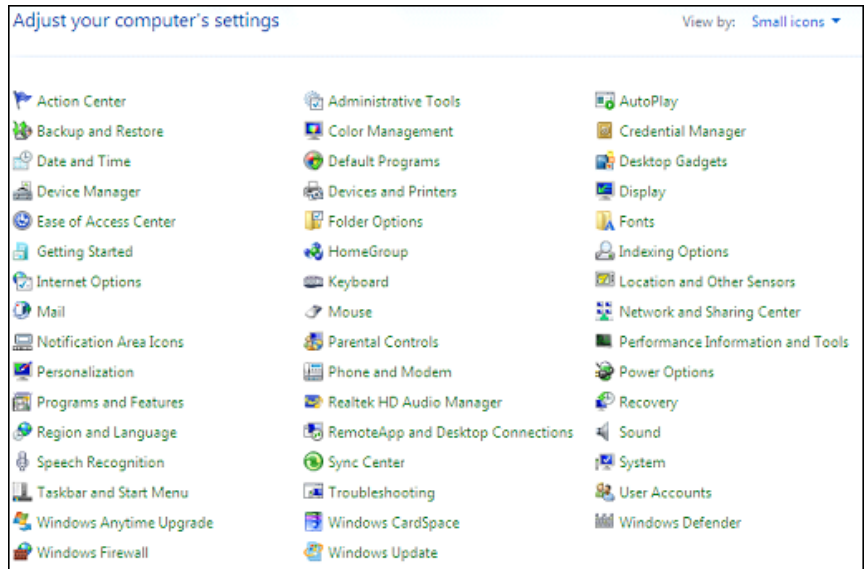 Adjust your computer's settings
View by: Small icons
Action Center
Administrative Tools
AutoPlay
Backup and Restore
Color Management
Credential Manager
Date and Time
Default Programs
Desktop Gadgets
Device Manager
Devices and Printers
Display
Ease of Access Center
Folder Options
Fonts
Getting Started
HomeGroup
Indexing Options
Internet Options
Keyboard
Location and Other Sensors
Mail
Mouse
Network and Sharing Center
Notification Area Icons
Parental Controls
Performance Information and Tools
Personalization
Phone and Modem
Power Options
Programs and Features
Realtek HD Audio Manager
Recovery
Region and Language
RemoteApp and Desktop Connections
Sound
Speech Recognition
Sync Center
System
Taskbar and Start Menu
Troubleshooting
User Accounts
Windows Anytime Upgrade
Windows CardSpace
Windows Defender
Windows Firewall
Windows Update